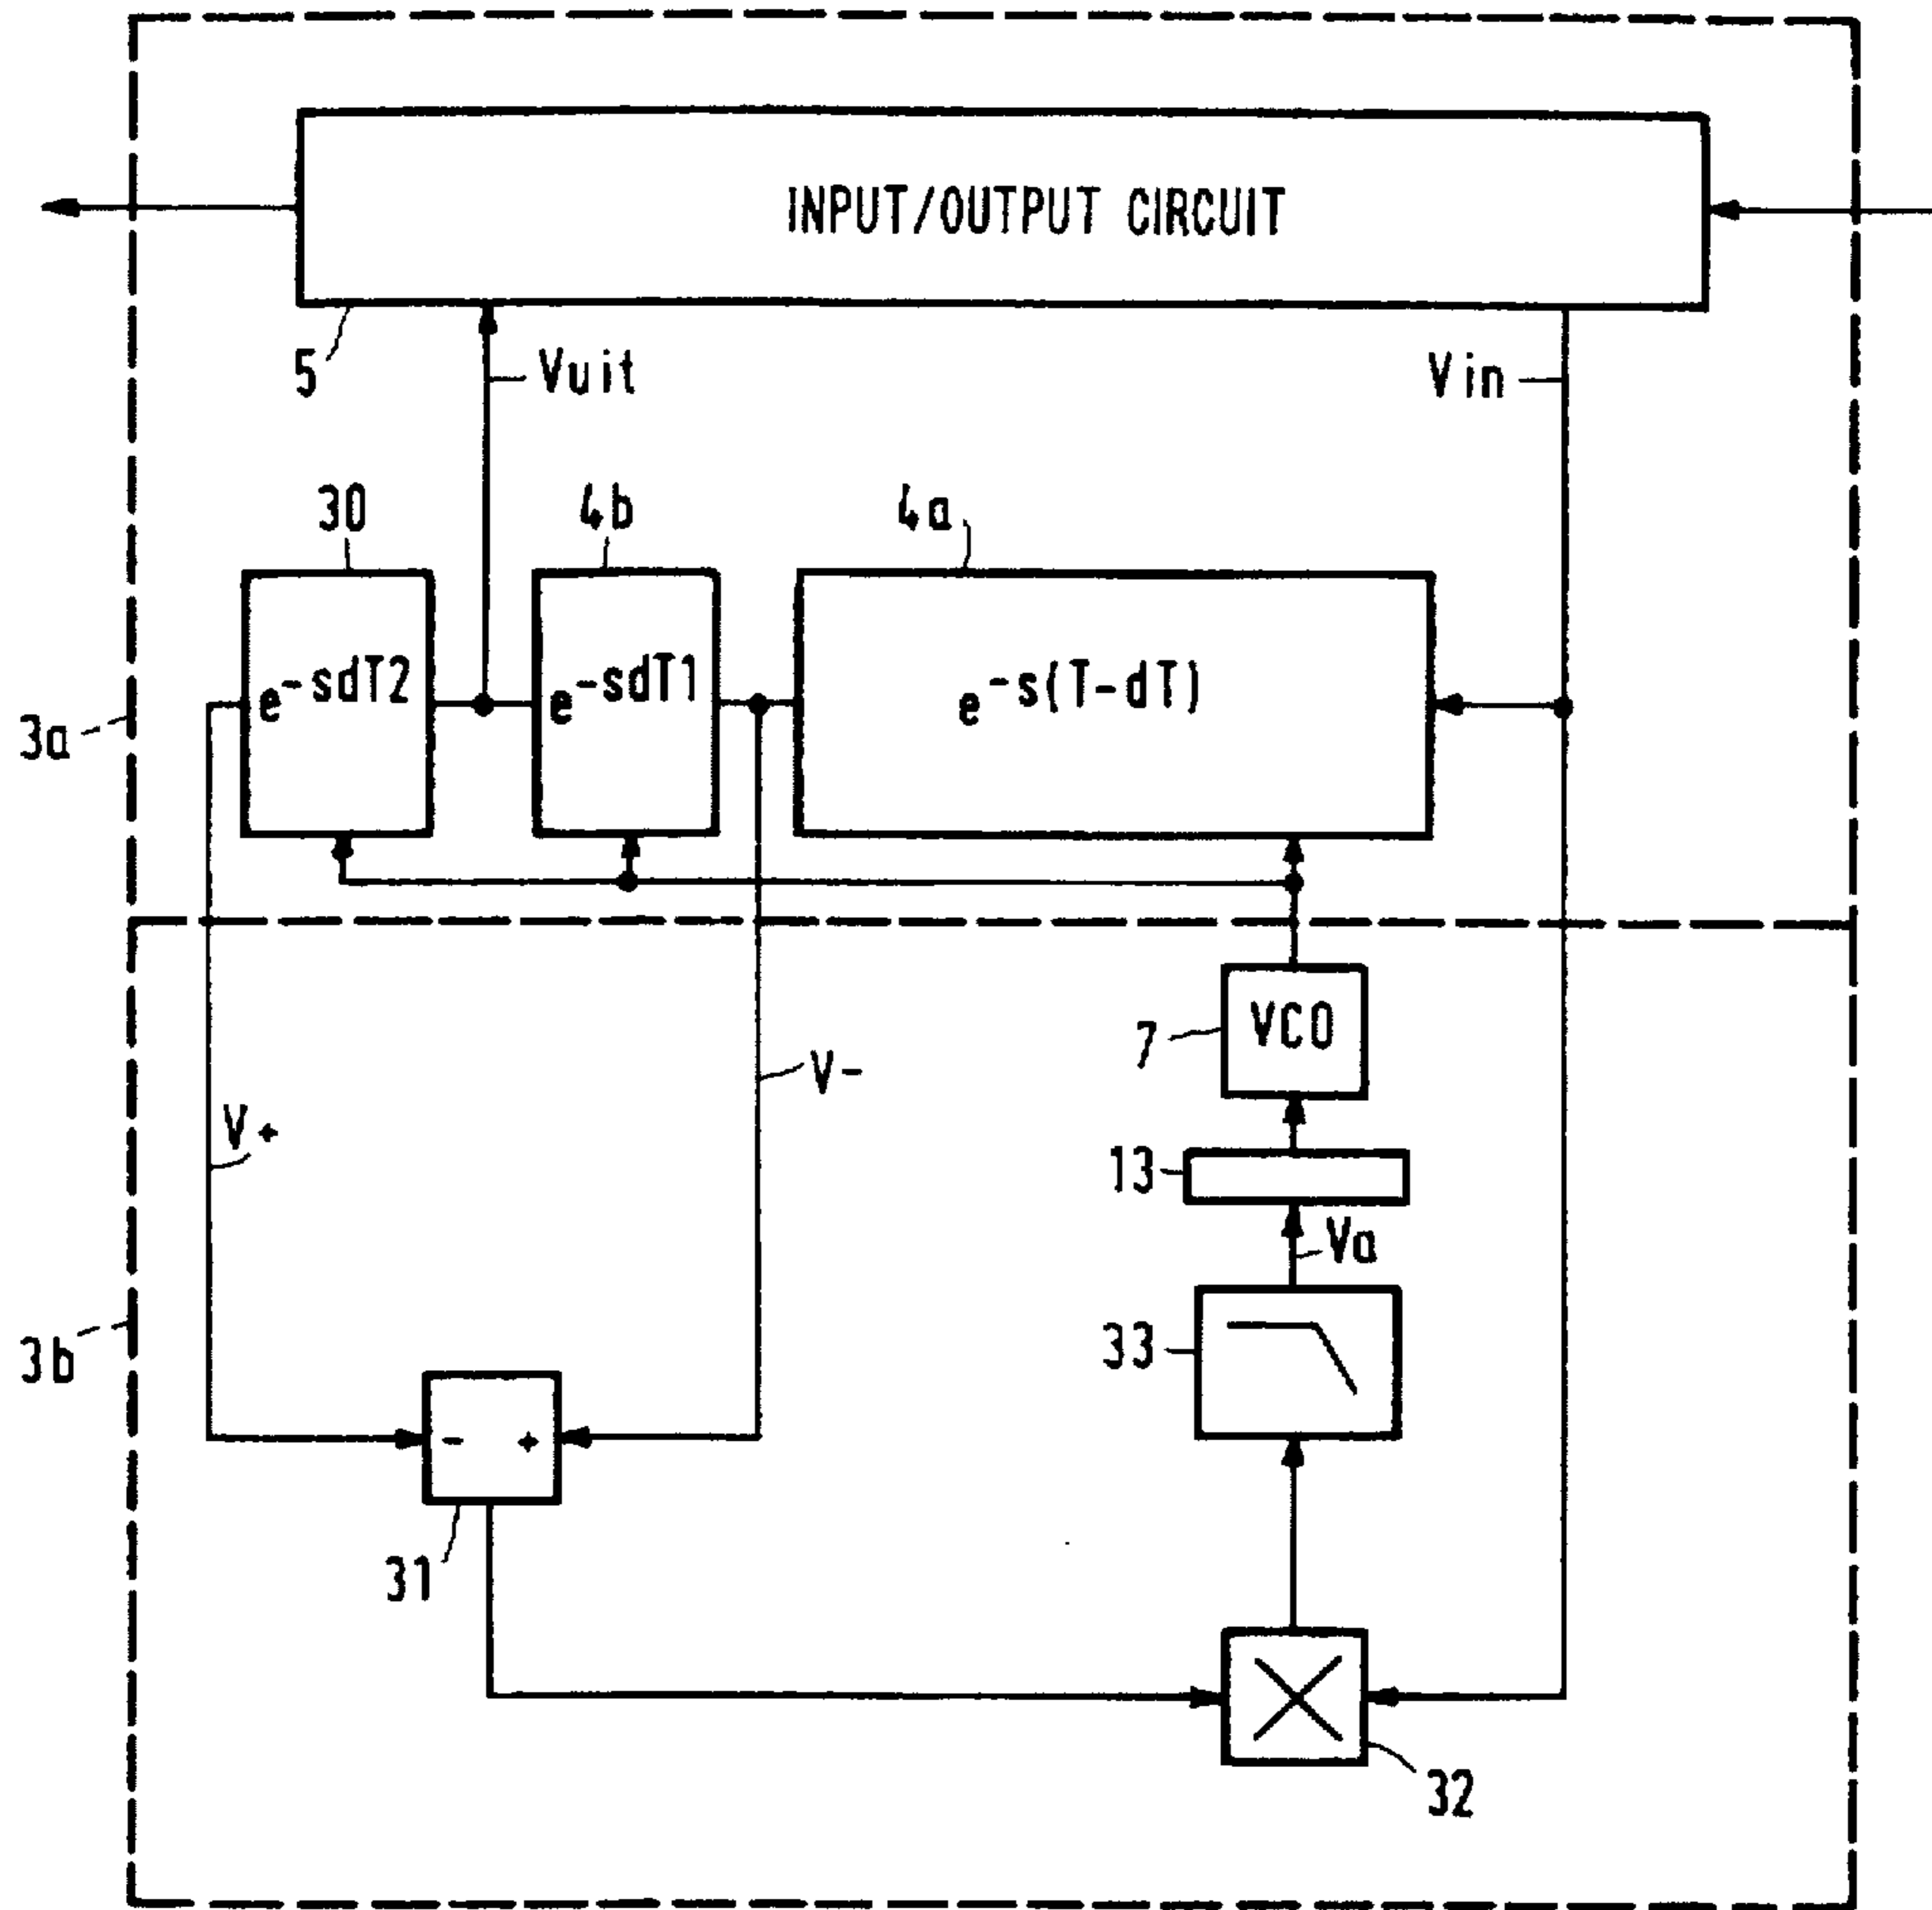 INPUT/OUTPUT CIRCUIT
5
Vuit
Vin
30
4b
4a
e-sdT2
e-sdT1
e-s(T-dT)
3a
VCO
7
V-
V+
13
Va
33
3b
- +
31
32